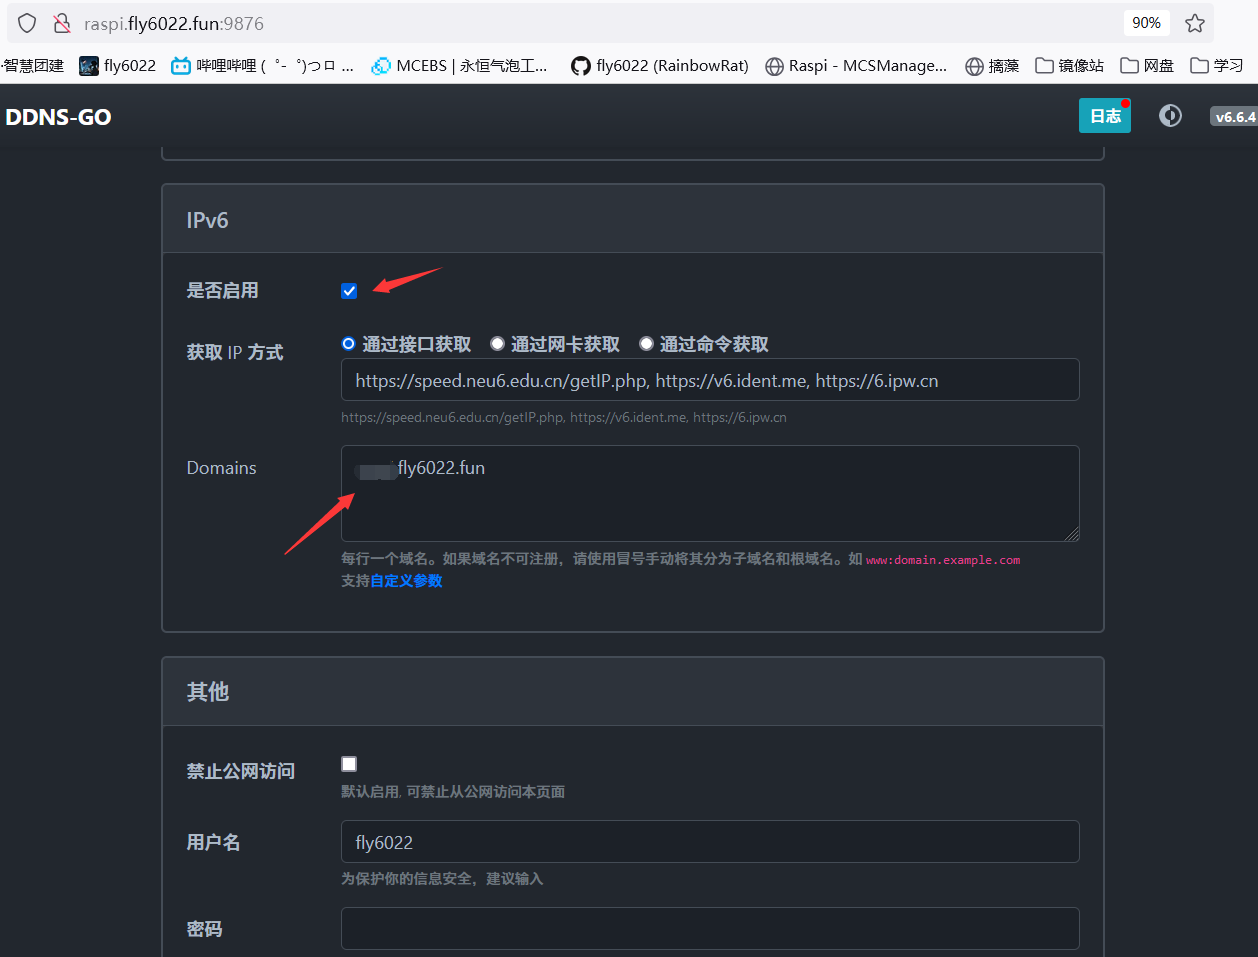 raspi.fly6022.fun:9876 90%
智慧团建 fly6022 哔哩哔哩 (゜-゜)つロ ... MCEBS | 永恒气泡工... fly6022 (RainbowRat) Raspi - MCSManage... 摘藻 镜像站 网盘 学习
DDNS-GO 日志 v6.6.4
IPv6
是否启用
获取 IP 方式 通过接口获取 通过网卡获取 通过命令获取
https://speed.neu6.edu.cn/getIP.php, https://v6.ident.me, https://6.ipw.cn
https://speed.neu6.edu.cn/getIP.php, https://v6.ident.me, https://6.ipw.cn
Domains fly6022.fun
每行一个域名。如果域名不可注册，请使用冒号手动将其分为子域名和根域名。如 www:domain.example.com
支持自定义参数
其他
禁止公网访问
默认启用, 可禁止从公网访问本页面
用户名 fly6022
为保护你的信息安全，建议输入
密码